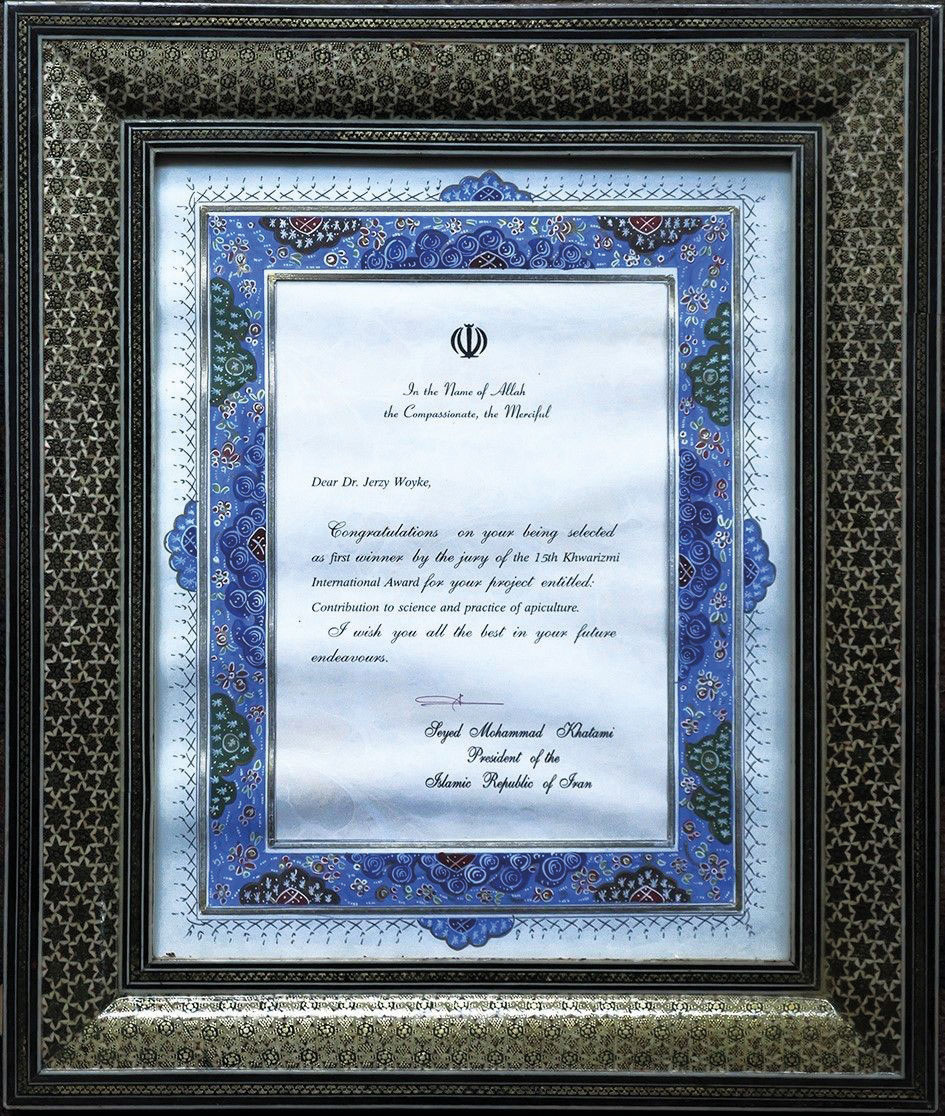 In the Name of Allah
the Compassionate, the Merciful
Dear Dr. Jerzy Woyke,
Congratulations on your being selected
as first winner by the jury of the 15th Khwarizmi
International Award for your project entitled:
Contribution to science and practice of apiculture.
I wish you all the best in your future
endeavours.
Seyed Mohammad Khatami
President of the
Islamic Republic of Iran